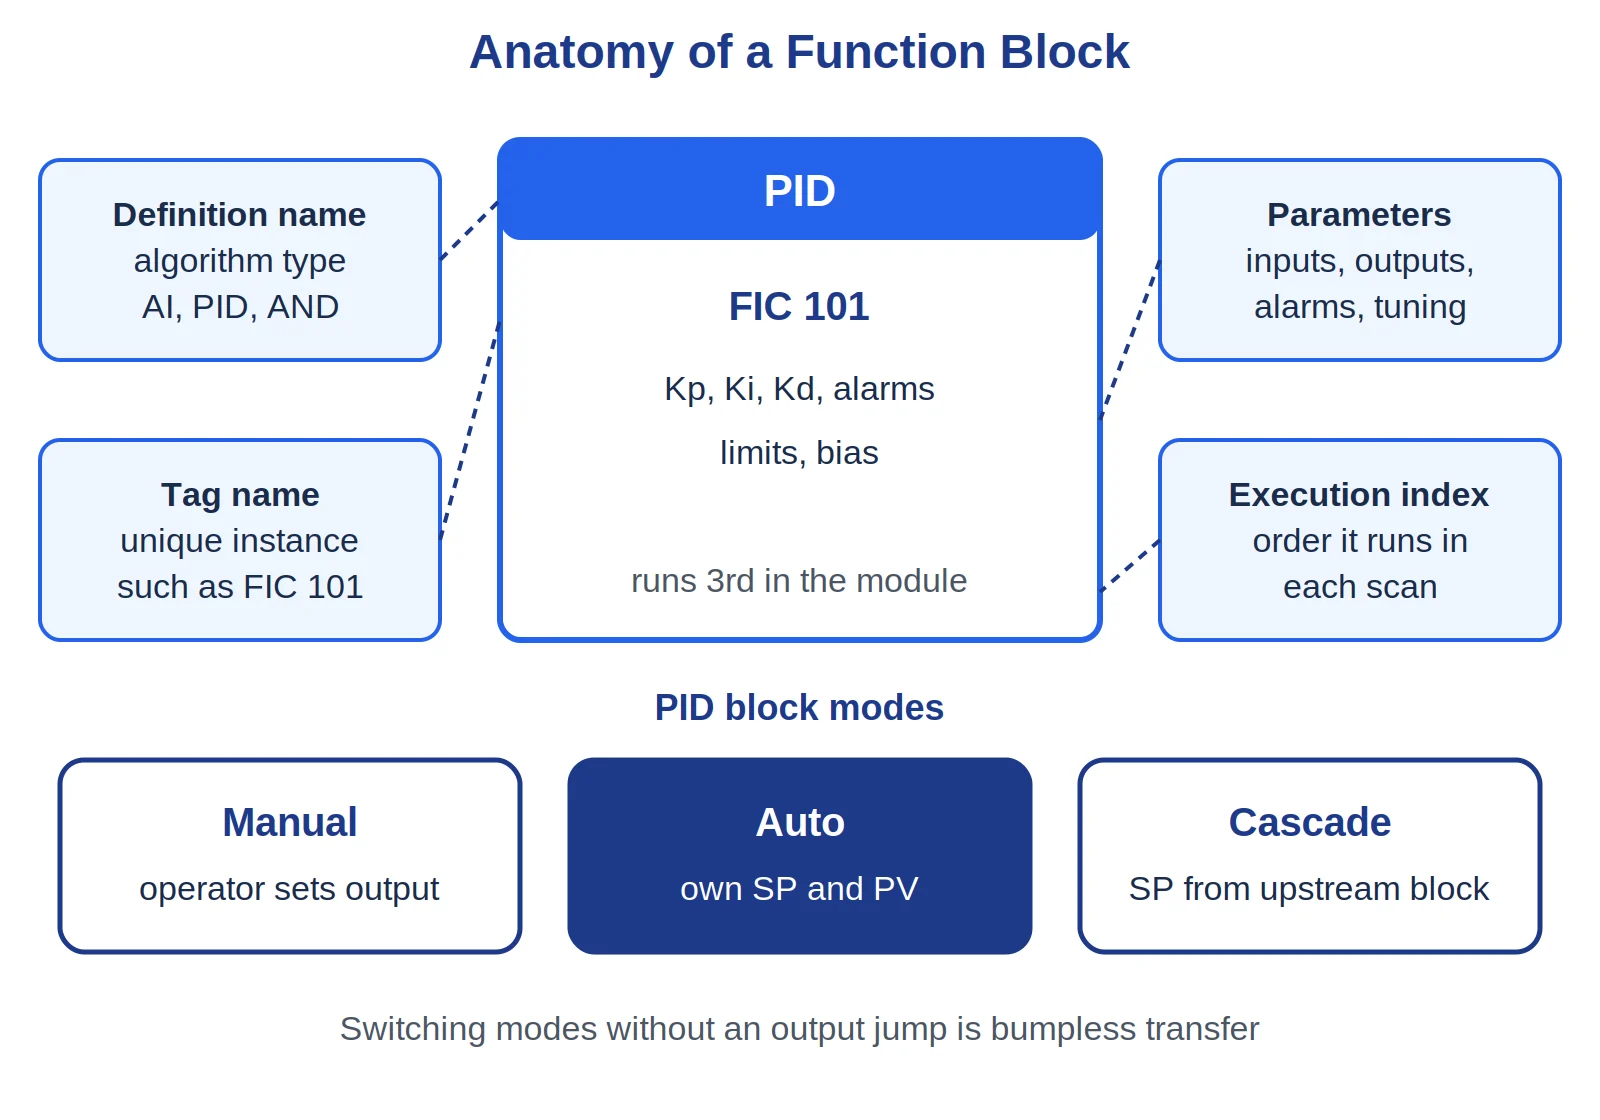 Anatomy of a Function Block
Definition name
algorithm type
AI, PID, AND
Tag name
unique instance
such as FIC 101
PID
FIC 101
Kp, Ki, Kd, alarms
limits, bias
runs 3rd in the module
Parameters
inputs, outputs,
alarms, tuning
Execution index
order it runs in
each scan
PID block modes
Manual
operator sets output
Auto
own SP and PV
Cascade
SP from upstream block
Switching modes without an output jump is bumpless transfer